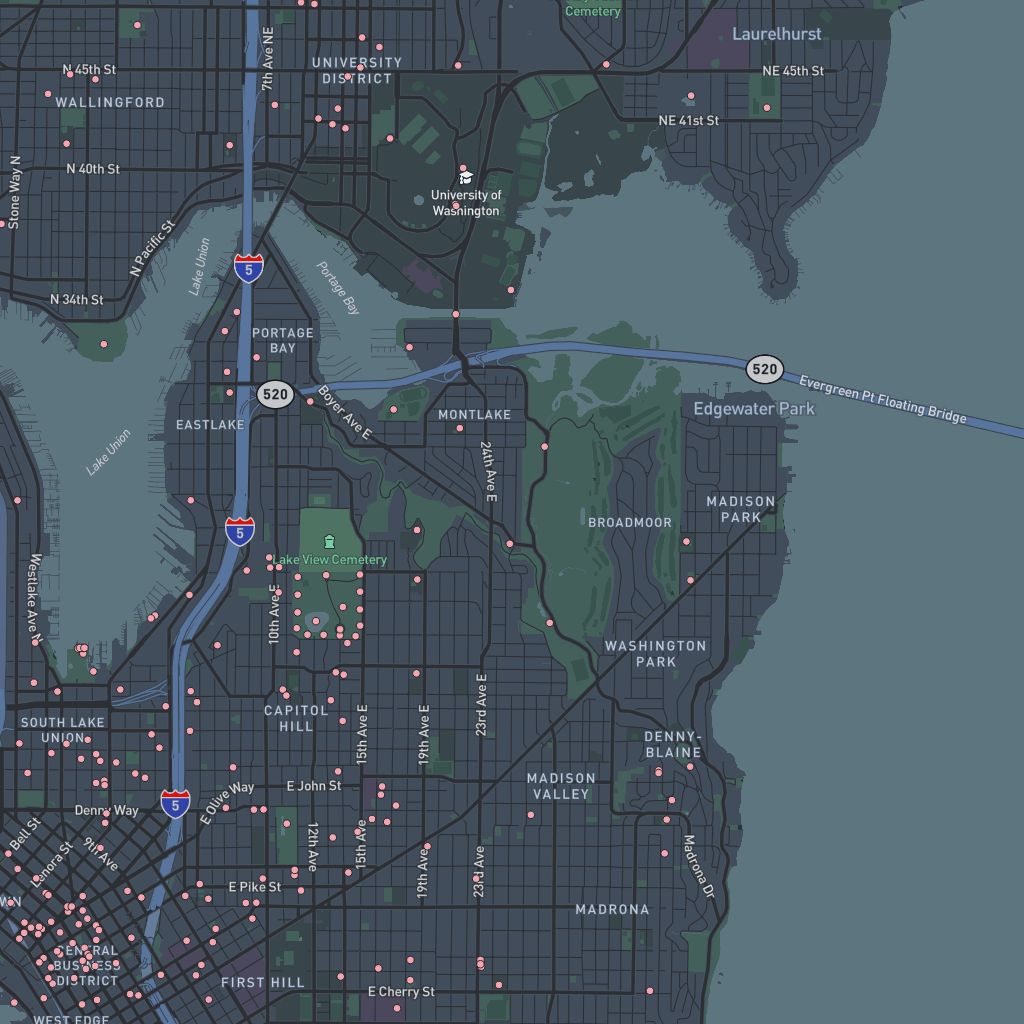 Cemetery
Laurelhurst
N 45th St
7th Ave NE
UNIVERSITY
DISTRICT
NE 45th St
WALLINGFORD
NE 41st St
N 40th St
Stone Way N
University of
Washington
N Pacific St
Lake Union
5
Portage Bay
N 34th St
PORTAGE
BAY
520
520
Evergreen Pt Floating Bridge
Boyer Ave E
MONTLAKE
Edgewater Park
EASTLAKE
Lake Union
24th Ave E
MADISON
PARK
BROADMOOR
5
Lake View Cemetery
Westlake Ave N
10th Ave E
WASHINGTON
PARK
23rd Ave E
CAPITOL
HILL
15th Ave E
19th Ave E
SOUTH LAKE
UNION
DENNY-
BLAINE
MADISON
VALLEY
E John St
5
Denny Way
E Olive Way
Bell St
Lenora St
9th Ave
12th Ave
15th Ave
19th Ave
23rd Ave
Madrona Dr
E Pike St
WN
MADRONA
CENTRAL
BUSINESS
DISTRICT
FIRST HILL
E Cherry St
WEST EDGE